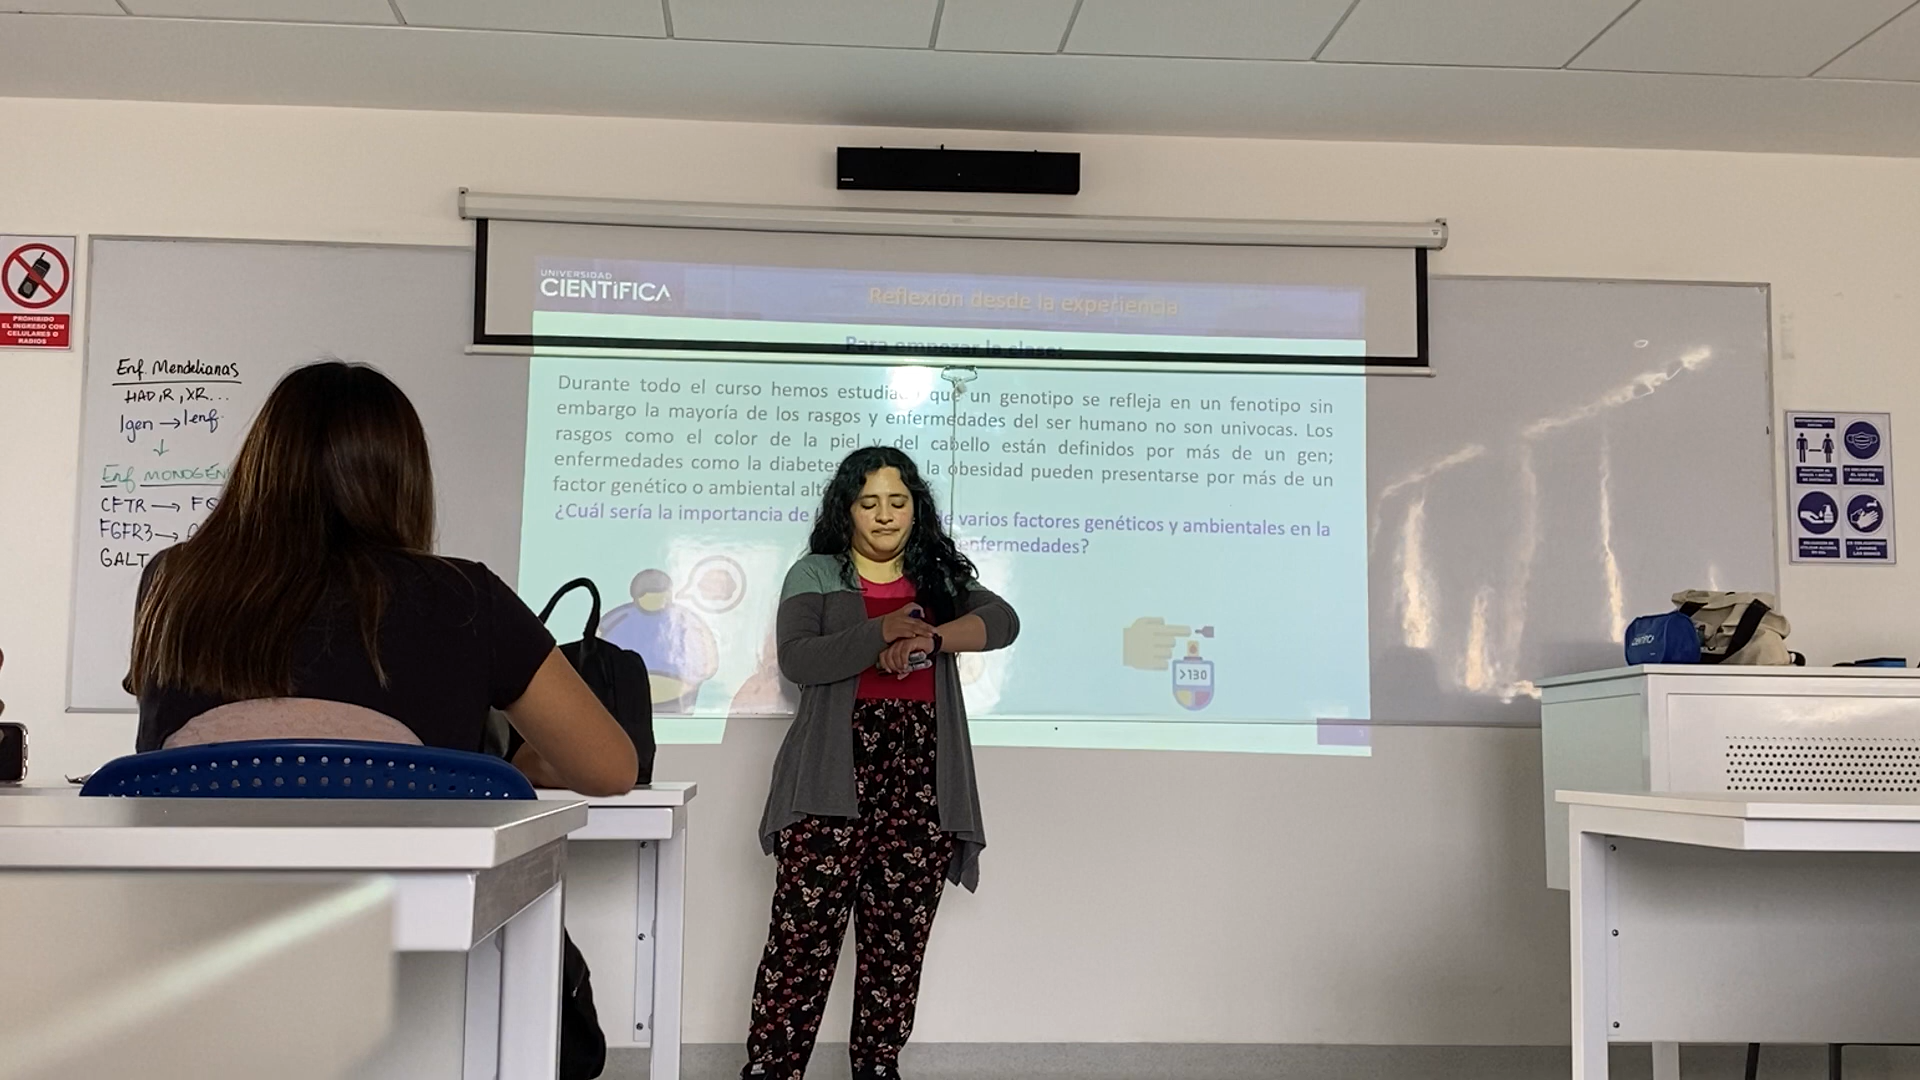 UNIVERSIDAD
CIENTÍFICA
Reflexión desde la experiencia
Para empezar la clase:
Durante todo el curso hemos que un genotipo se refleja en un fenotipo sin
embargo la mayoría de los rasgos y enfermedades del ser humano no son univocas. Los
rasgos como el color de la piel y del cabello están definidos por más de un gen;
enfermedades como la diabetes la obesidad pueden presentarse por más de un
factor genético o ambiental
¿Cuál sería la importancia de varios factores genéticos y ambientales en la
enfermedades?
>130
PROHIBIDO
EL INGRESO CON
CELULARES O
RADIOS
Enf. Mendelianas
HAD, R, XR...
1gen → 1enf.
↓
Enf
CFTR →
FGFR3 →
GALT